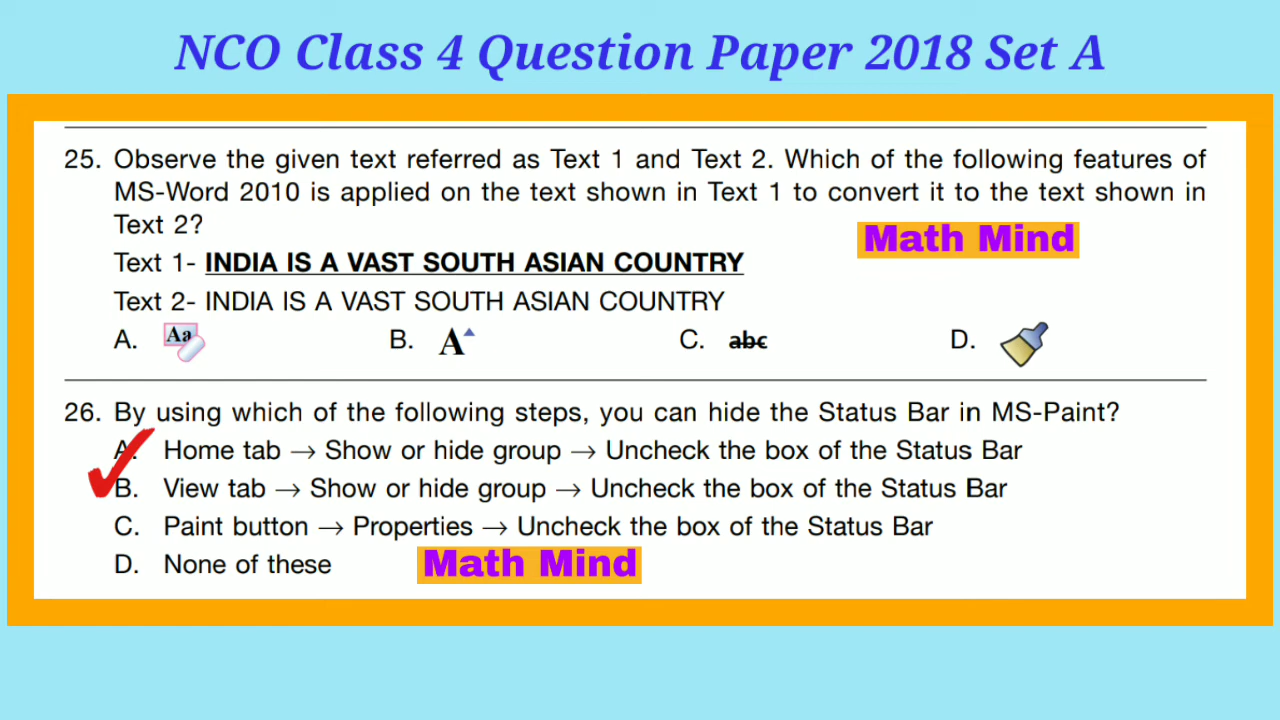 NCO Class 4 Question Paper 2018 Set A
25. Observe the given text referred as Text 1 and Text 2. Which of the following features of
MS-Word 2010 is applied on the text shown in Text 1 to convert it to the text shown in
Text 2?
Math Mind
Text 1- INDIA IS A VAST SOUTH ASIAN COUNTRY
Text 2- INDIA IS A VAST SOUTH ASIAN COUNTRY
A. Aa B. A C. abc D.
26. By using which of the following steps, you can hide the Status Bar in MS-Paint?
A. Home tab → Show or hide group → Uncheck the box of the Status Bar
B. View tab → Show or hide group → Uncheck the box of the Status Bar
C. Paint button → Properties → Uncheck the box of the Status Bar
D. None of these
Math Mind